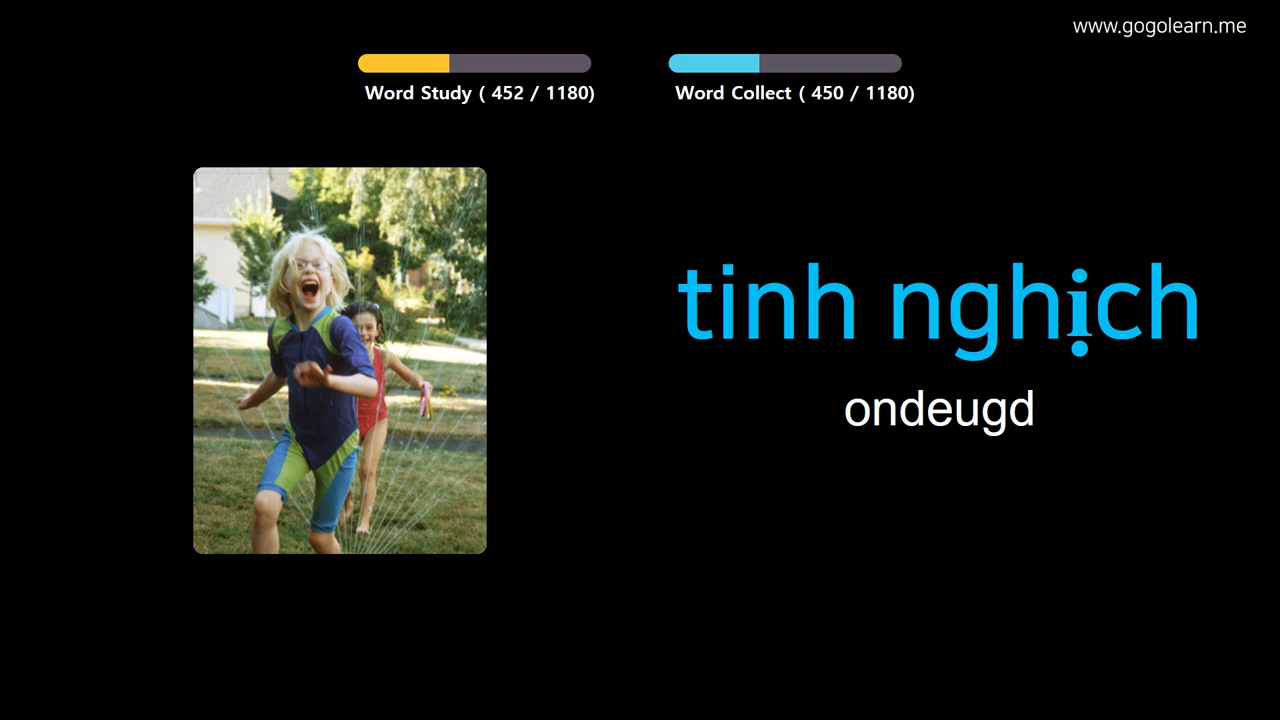 www.gogolearn.me
Word Study ( 452 / 1180)
Word Collect ( 450 / 1180)
tinh nghịch
ondeugd